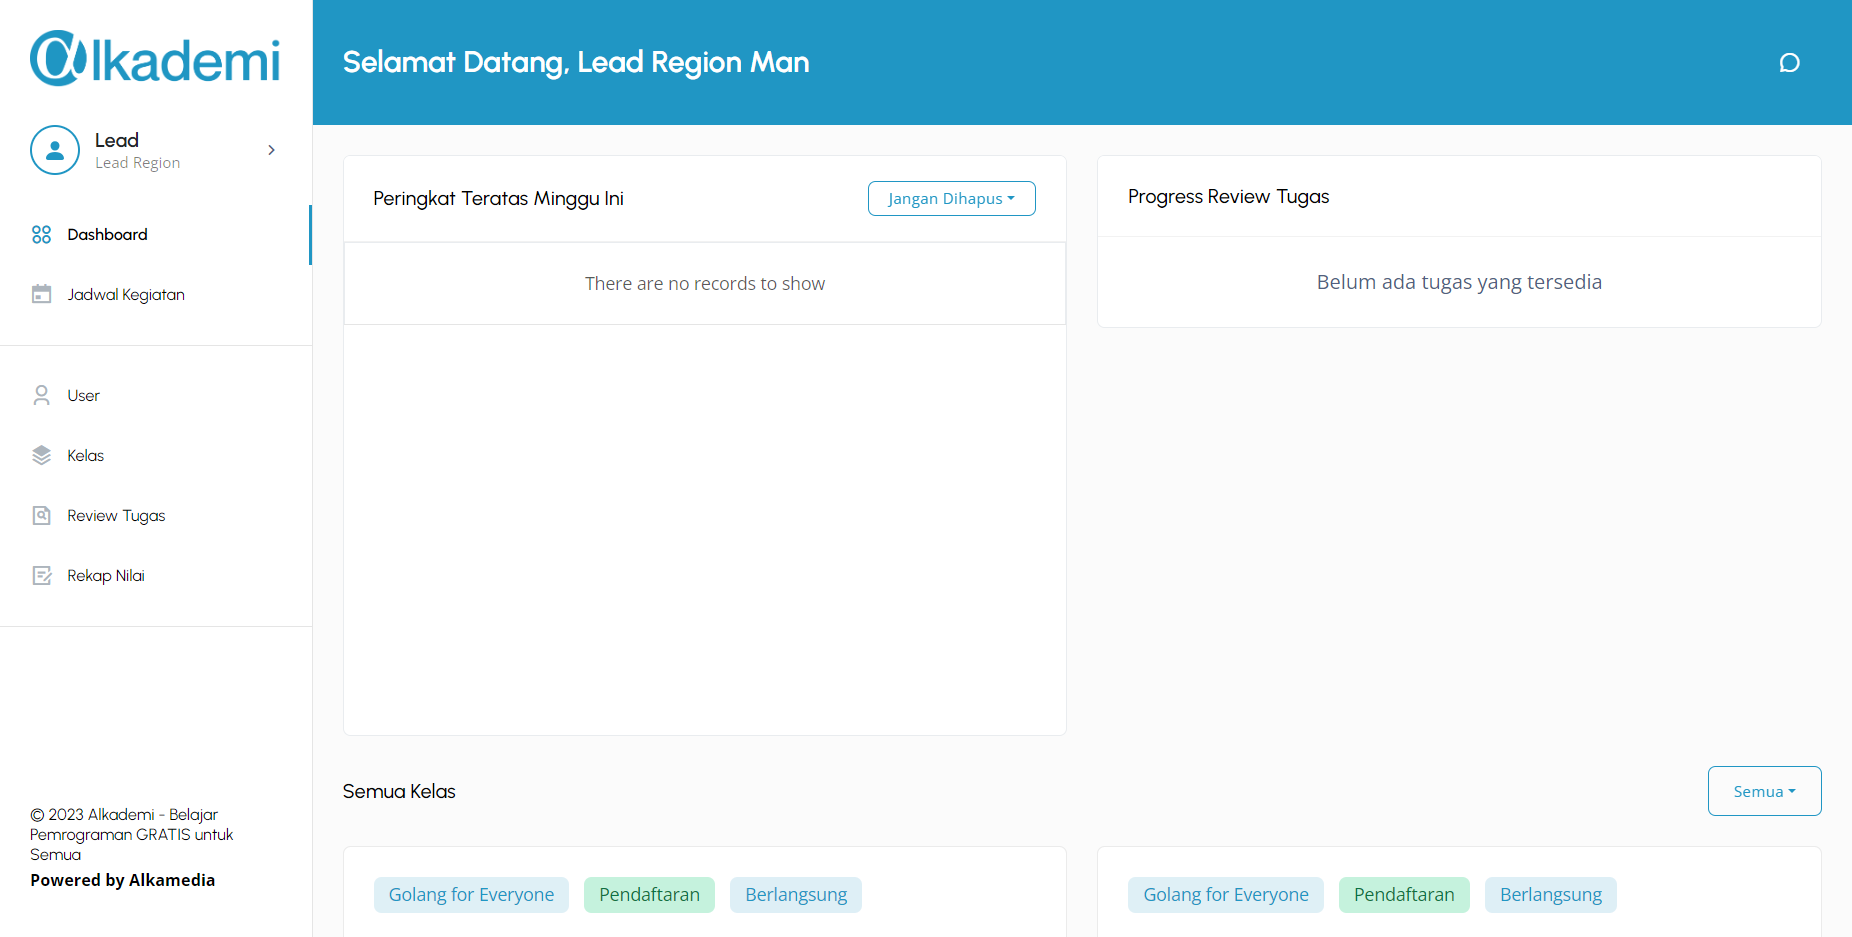 Alkademi
Lead
Lead Region
Dashboard
Jadwal Kegiatan
User
Kelas
Review Tugas
Rekap Nilai
© 2023 Alkademi - Belajar
Pemrograman GRATIS untuk
Semua
Powered by Alkamedia
Selamat Datang, Lead Region Man
Peringkat Teratas Minggu Ini
Jangan Dihapus
There are no records to show
Progress Review Tugas
Belum ada tugas yang tersedia
Semua Kelas
Semua
Golang for Everyone Pendaftaran Berlangsung
Golang for Everyone Pendaftaran Berlangsung